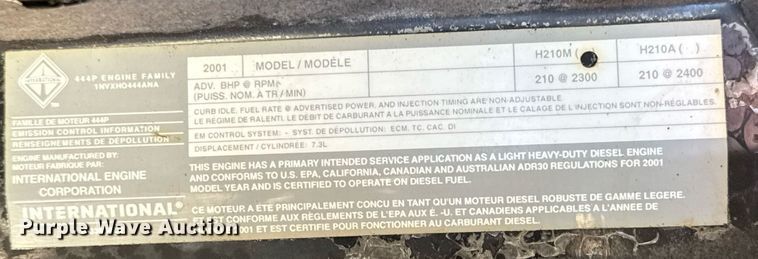 INTERNATIONAL
444P ENGINE FAMILY
1NVXH0444ANA
FAMILLE DE MOTEUR 444P
EMISSION CONTROL INFORMATION
RENSEIGNEMENTS DE DÉPOLLUTION
ENGINE MANUFACTURED BY:
MOTEUR FABRIQUE PAR:
INTERNATIONAL ENGINE
CORPORATION
INTERNATIONAL®
2001 MODEL / MODÈLE H210M ( H210A ( )
ADV. BHP @ RPM 210 @ 2300 210 @ 2400
(PUISS. NOM. À TR / MIN)
CURB IDLE, FUEL RATE @ ADVERTISED POWER, AND INJECTION TIMING ARE NON-ADJUSTABLE.
LE REGIME DE RALENTI, LE DEBIT DE CARBURANT A LA PUISSANCE NOMINALE ET LE CALAGE DE L'INJECTION SONT NON-REGLABLES.
EM CONTROL SYSTEM: - SYST. DE DÉPOLLUTION: ECM, TC, CAC, DI
DISPLACEMENT / CYLINDRÉE: 7.3L
THIS ENGINE HAS A PRIMARY INTENDED SERVICE APPLICATION AS A LIGHT HEAVY-DUTY DIESEL ENGINE
AND CONFORMS TO U.S. EPA, CALIFORNIA, CANADIAN AND AUSTRALIAN ADR30 REGULATIONS FOR 2001
MODEL YEAR AND IS CERTIFIED TO OPERATE ON DIESEL FUEL.
CE MOTEUR A ÉTÉ PRINCIPALEMENT CONCU EN TANT QU'UN MOTEUR DIESEL ROBUSTE DE GAMME LEGERE.
EST CONFORME AUX RÈGLEMENTS DE L'EPA AUX É. -U. ET CANADIENS APPLICABLES A L'ANNEE DE
2001 ET EST CERTIFIÉ POUR FONCTIONNER AU CARBURANT DIESEL.
Purple Wave Auction